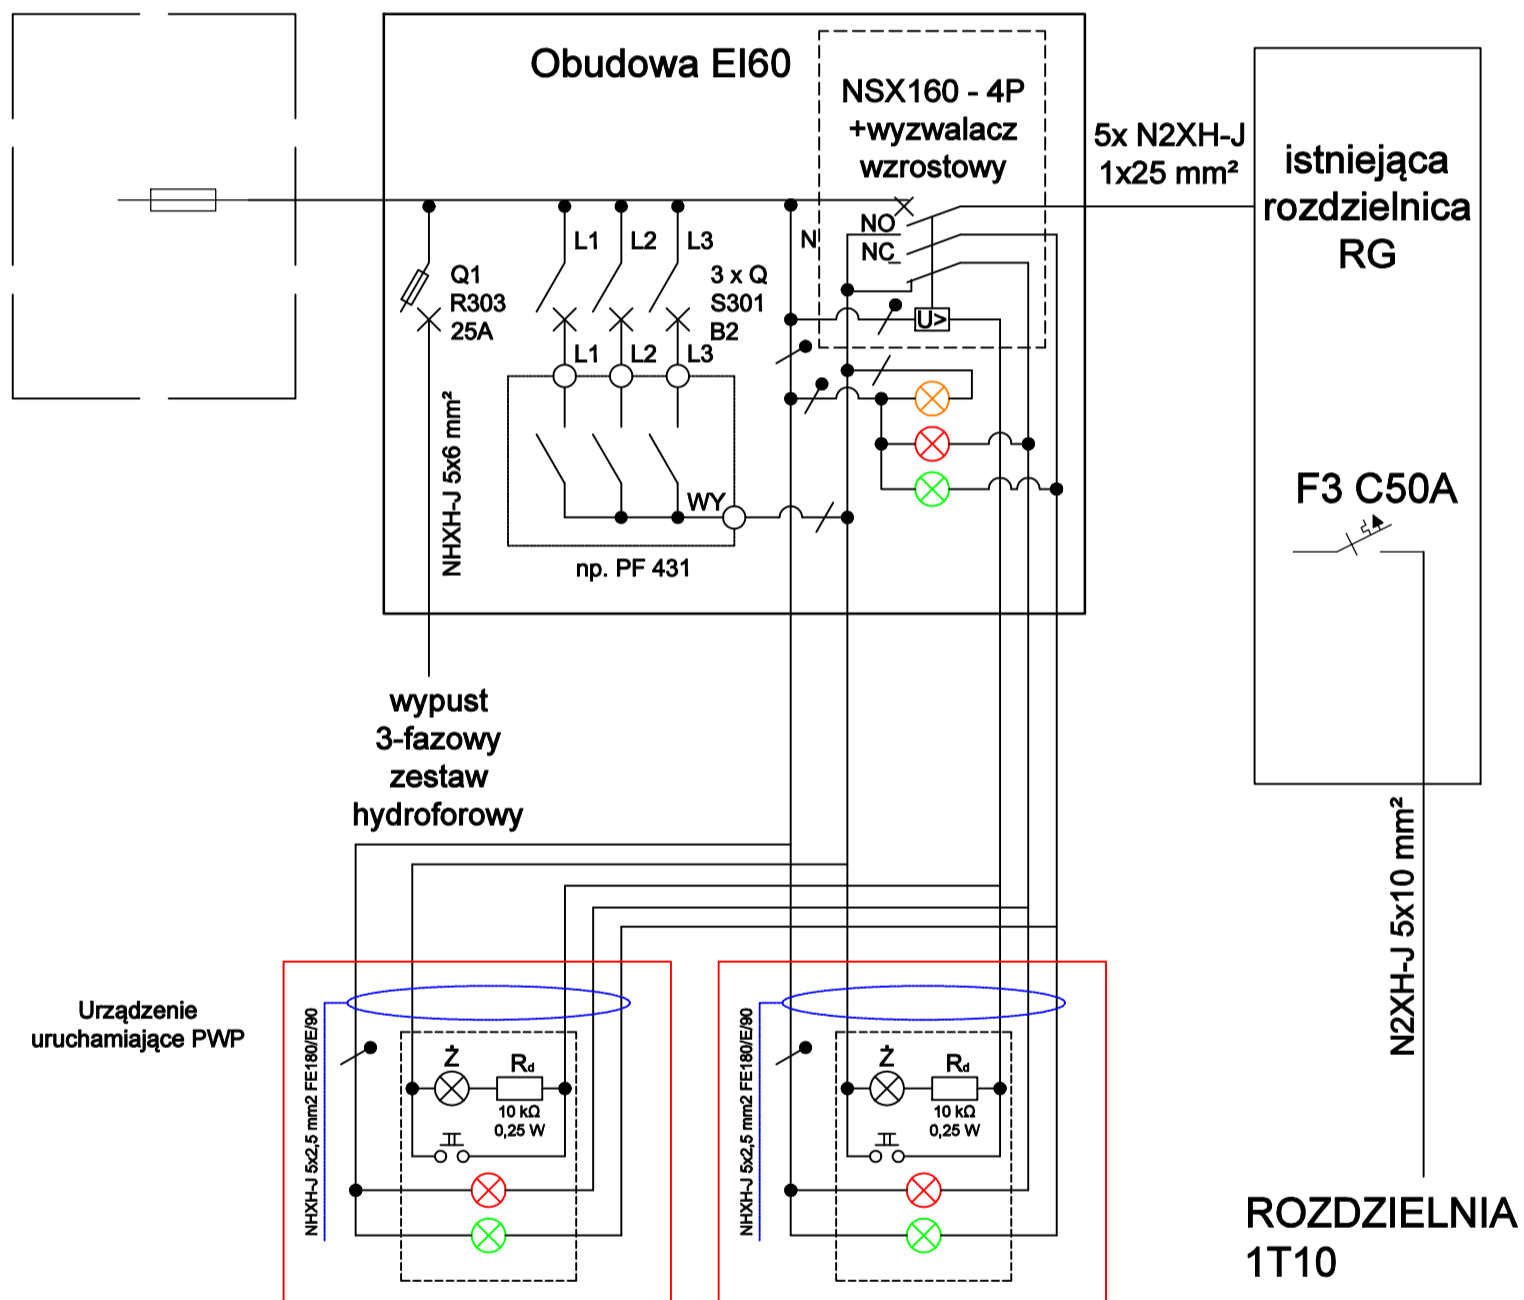 Obudowa EI60
NSX160 - 4P
+wyzwalacz
wzrostowy
5x N2XH-J
1x25 mm²
istniejąca
rozdzielnica
RG
L1
L2
L3
N
NO
NC_
Q1
R303
25A
3 x Q
S301
B2
U>
L1
L2
L3
WY
np. PF 431
NHXH-J 5x6 mm²
F3 C50A
wypust
3-fazowy
zestaw
hydroforowy
N2XH-J 5x10 mm²
Urządzenie
uruchamiające PWP
NHXH-J 5x2,5 mm2 FE180/E/90
Ż
Rd
10 kΩ
0,25 W
NHXH-J 5x2,5 mm2 FE180/E/90
Ż
Rd
10 kΩ
0,25 W
ROZDZIELNIA
1T10